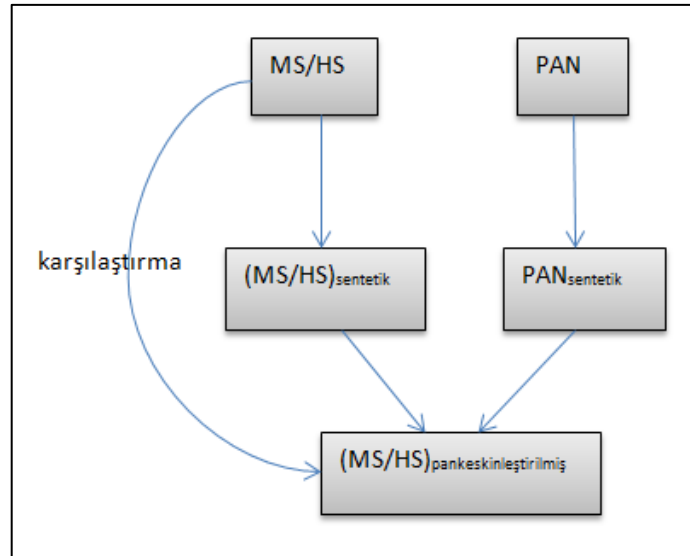 MS/HS
PAN
karşılaştırma
(MS/HS)sentetik
PANsentetik
(MS/HS)pankeskinleştirilmiş